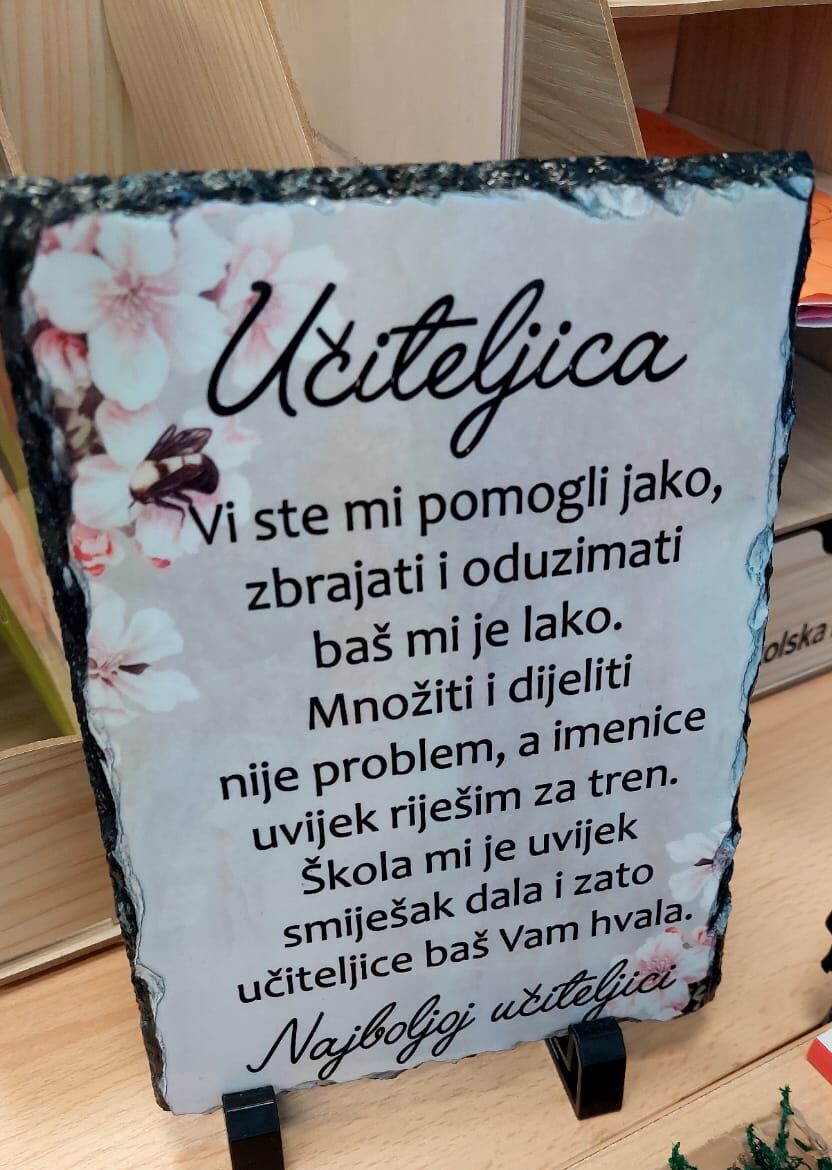 Učiteljica
Vi ste mi pomogli jako,
zbrajati i oduzimati
baš mi je lako.
Množiti i dijeliti
nije problem, a imenice
uvijek riješim za tren.
Škola mi je uvijek
smiješak dala i zato
učiteljice baš Vam hvala.
Najboljoj učiteljici